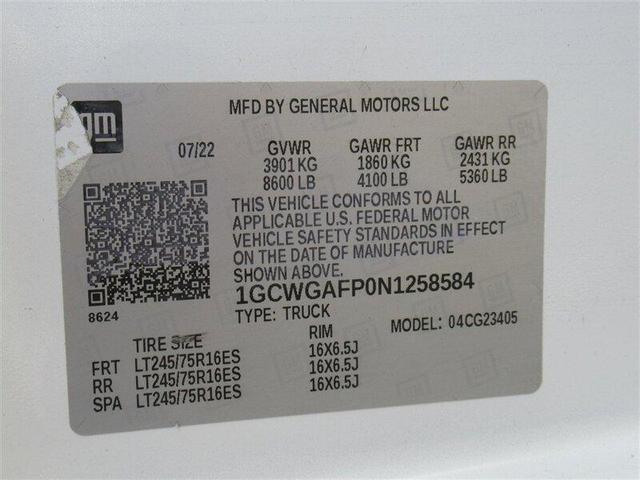 gm
MFD BY GENERAL MOTORS LLC
07/22 GVWR GAWR FRT GAWR RR
3901 KG 1860 KG 2431 KG
8600 LB 4100 LB 5360 LB
THIS VEHICLE CONFORMS TO ALL
APPLICABLE U.S. FEDERAL MOTOR
VEHICLE SAFETY STANDARDS IN EFFECT
ON THE DATE OF MANUFACTURE
SHOWN ABOVE.
8624
1GCWGAFP0N1258584
TYPE: TRUCK MODEL: 04CG23405
TIRE SIZE RIM
FRT LT245/75R16ES 16X6.5J
RR LT245/75R16ES 16X6.5J
SPA LT245/75R16ES 16X6.5J